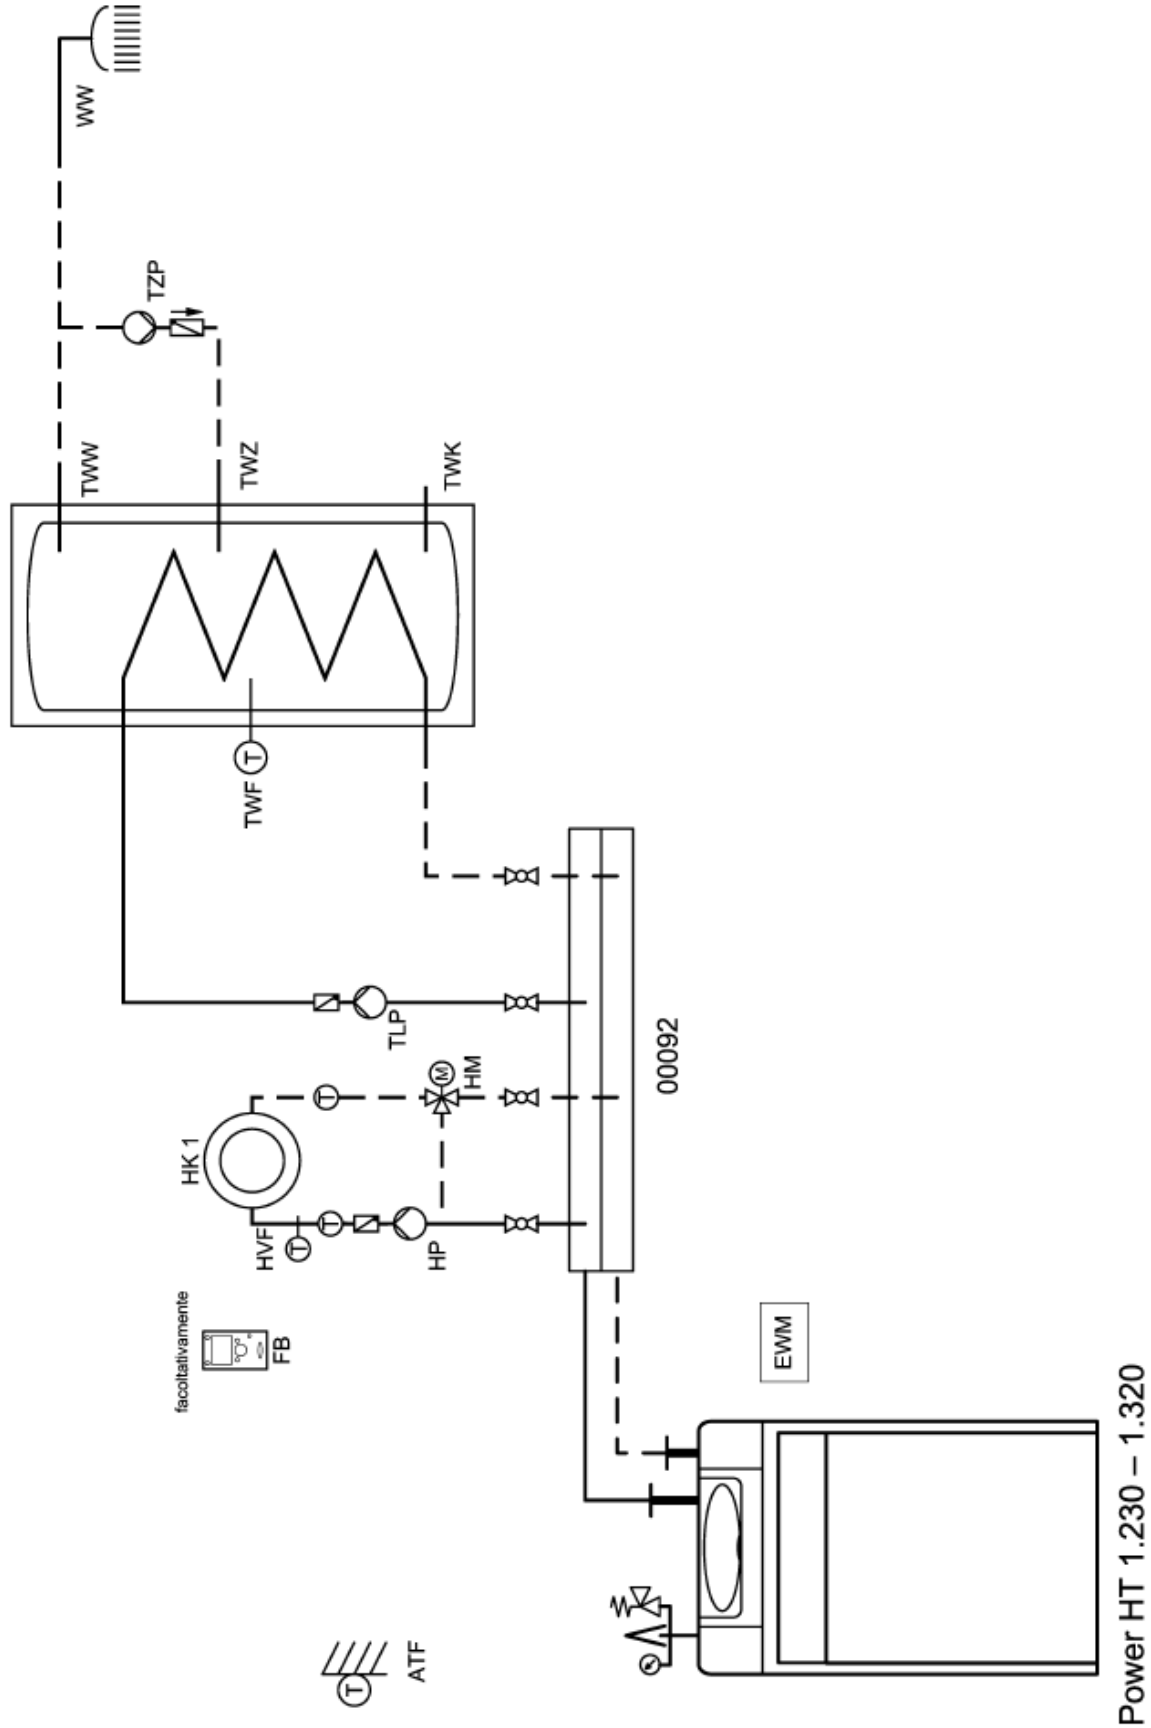 WW
TZP
TWW
TWZ
TWK
T
TWF
TLP
HK 1
T
M
HM
HVF
T
T
HP
00092
facoltativamente
FB
EWM
T
ATF
Power HT 1.230 – 1.320